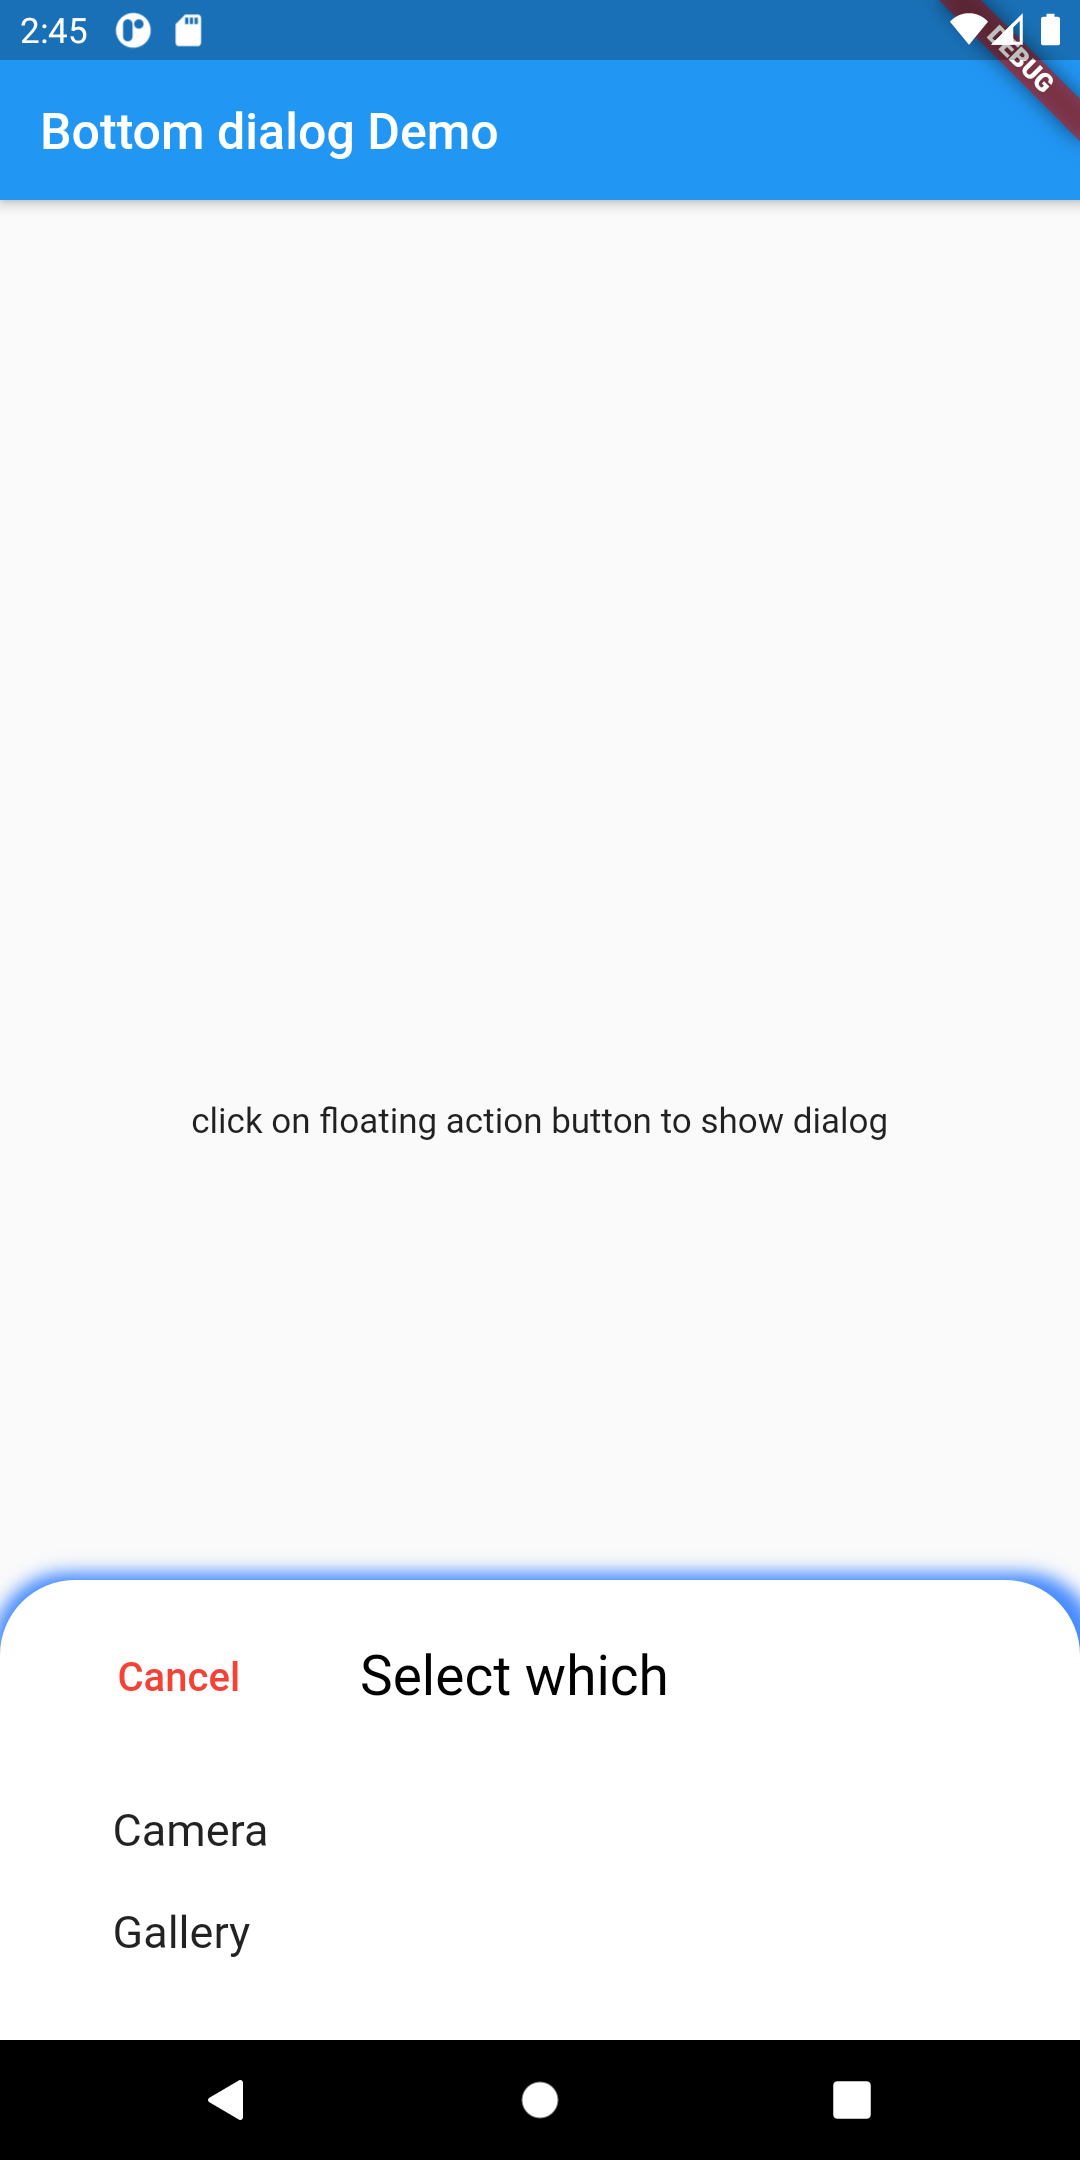 2:45
DEBUG
Bottom dialog Demo
click on floating action button to show dialog
Cancel
Select which
Camera
Gallery